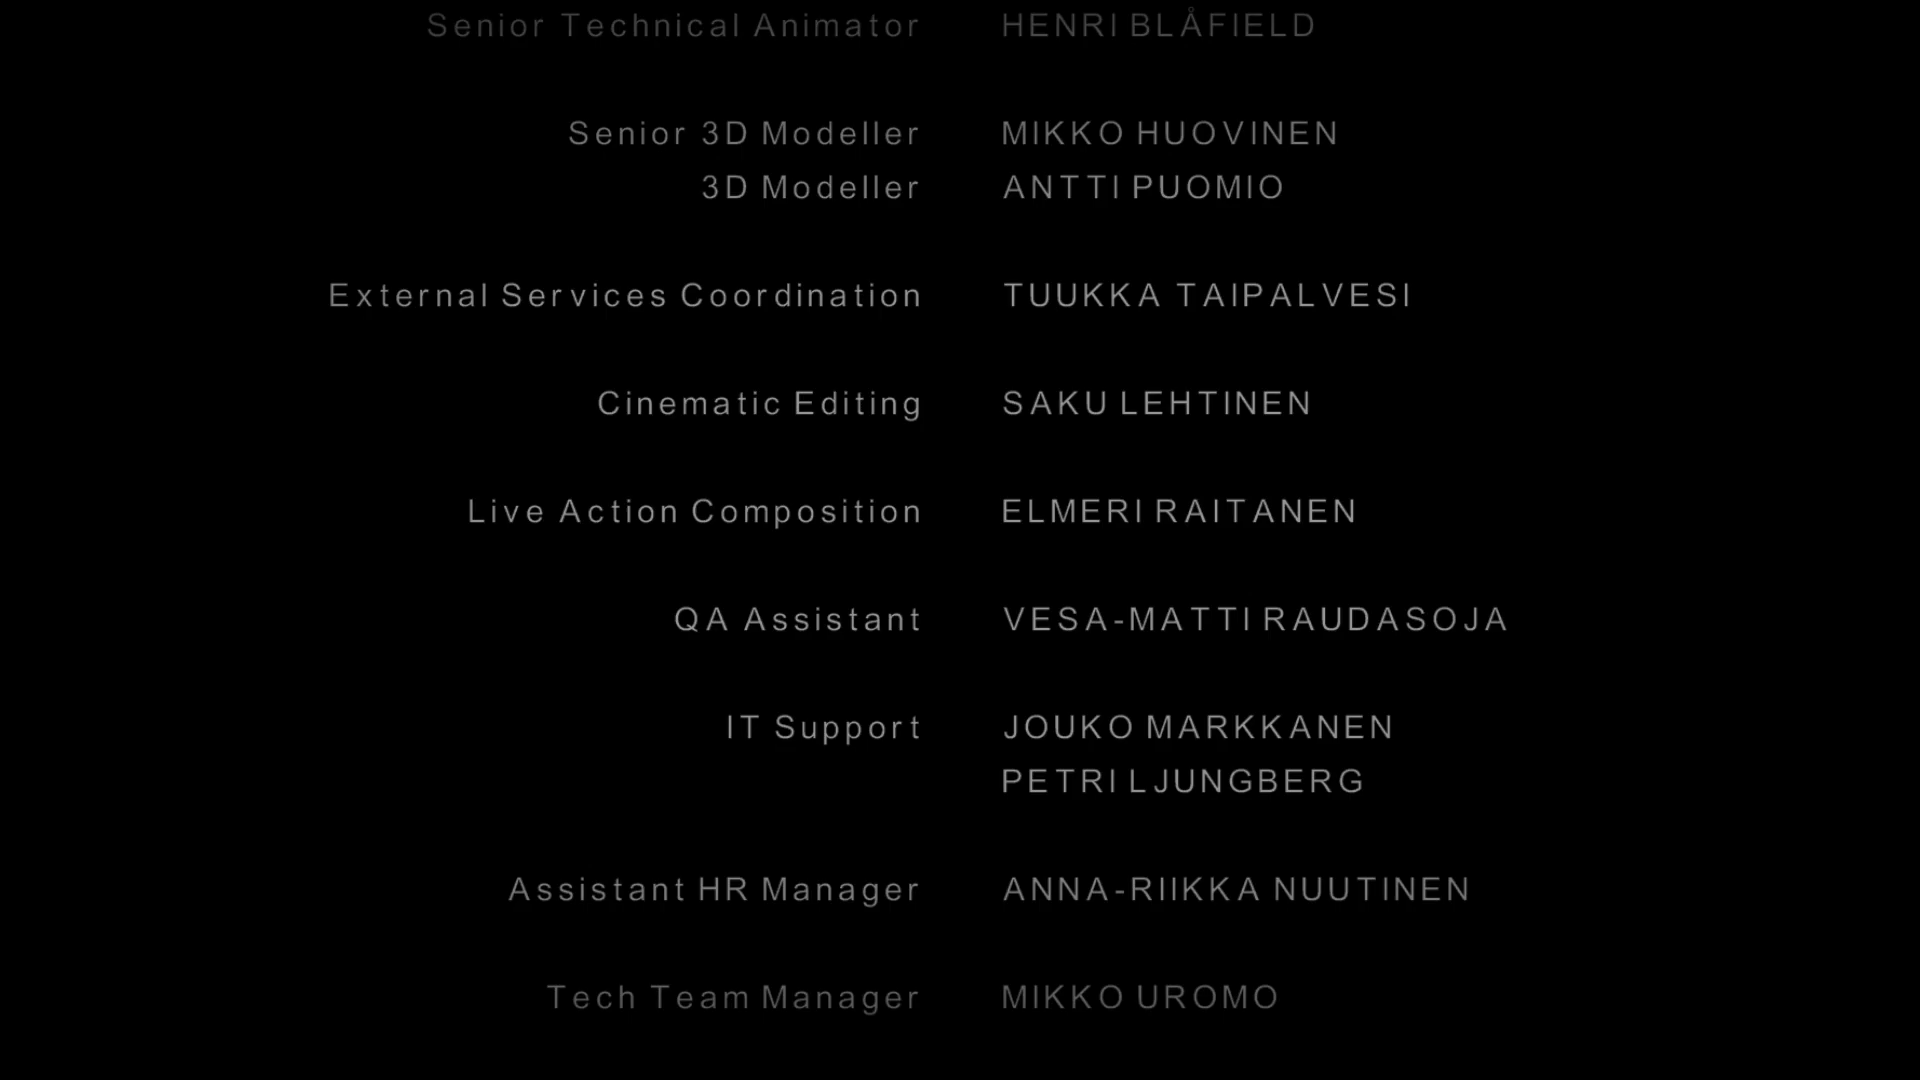 Senior Technical Animator HENRI BLÅFIELD
Senior 3D Modeller MIKKO HUOVINEN
3D Modeller ANTTI PUOMIO
External Services Coordination TUUKKA TAIPALVESI
Cinematic Editing SAKU LEHTINEN
Live Action Composition ELMERI RAITANEN
QA Assistant VESA-MATTI RAUDASOJA
IT Support JOUKO MARKKANEN
PETRI LJUNGBERG
Assistant HR Manager ANNA-RIIKKA NUUTINEN
Tech Team Manager MIKKO UROMO